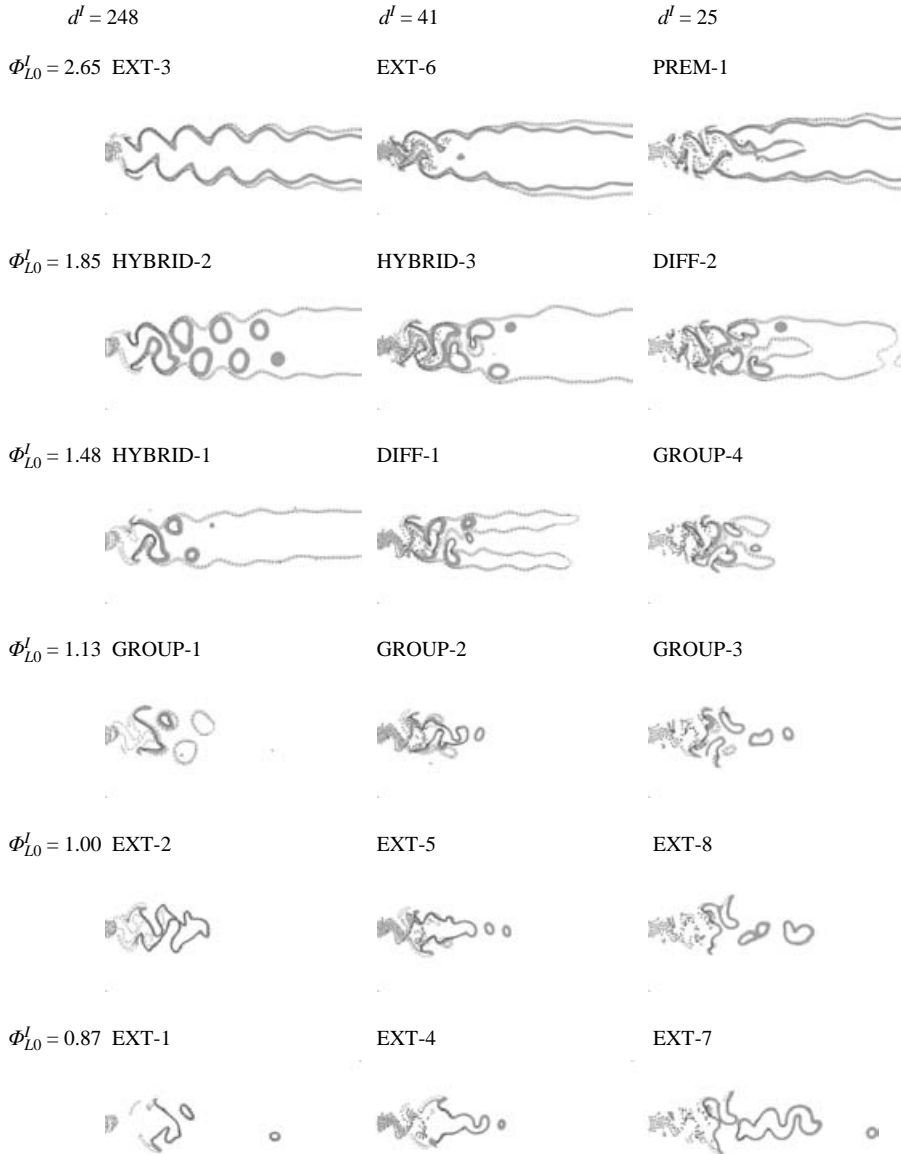 d^I = 248 d^I = 41 d^I = 25
Φ^I_L0 = 2.65 EXT-3 EXT-6 PREM-1
Φ^I_L0 = 1.85 HYBRID-2 HYBRID-3 DIFF-2
Φ^I_L0 = 1.48 HYBRID-1 DIFF-1 GROUP-4
Φ^I_L0 = 1.13 GROUP-1 GROUP-2 GROUP-3
Φ^I_L0 = 1.00 EXT-2 EXT-5 EXT-8
Φ^I_L0 = 0.87 EXT-1 EXT-4 EXT-7